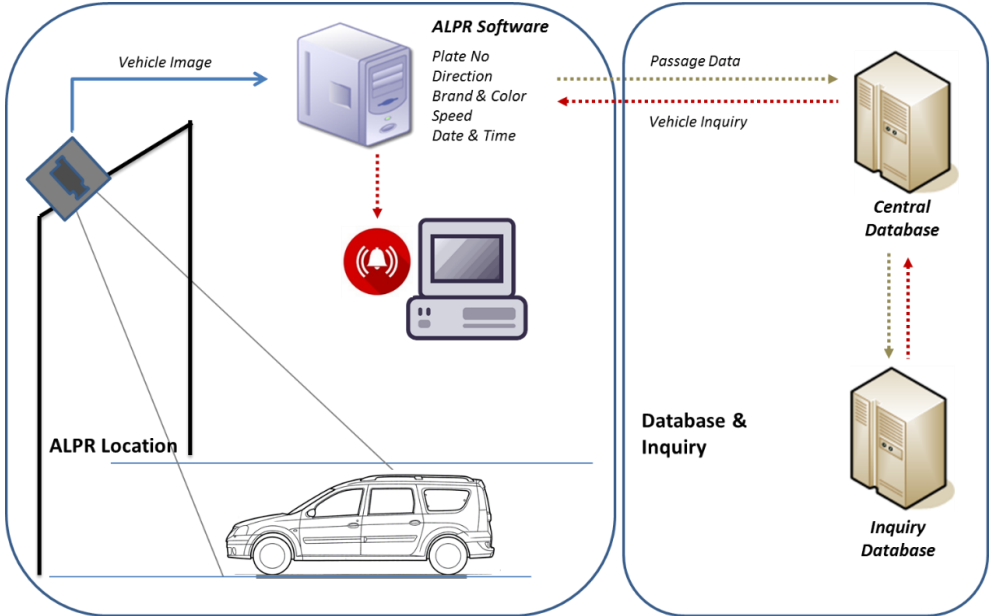 ALPR Software
Vehicle Image
Plate No
Direction
Brand & Color
Speed
Date & Time
Passage Data
Vehicle Inquiry
Central
Database
ALPR Location
Database &
Inquiry
Inquiry
Database